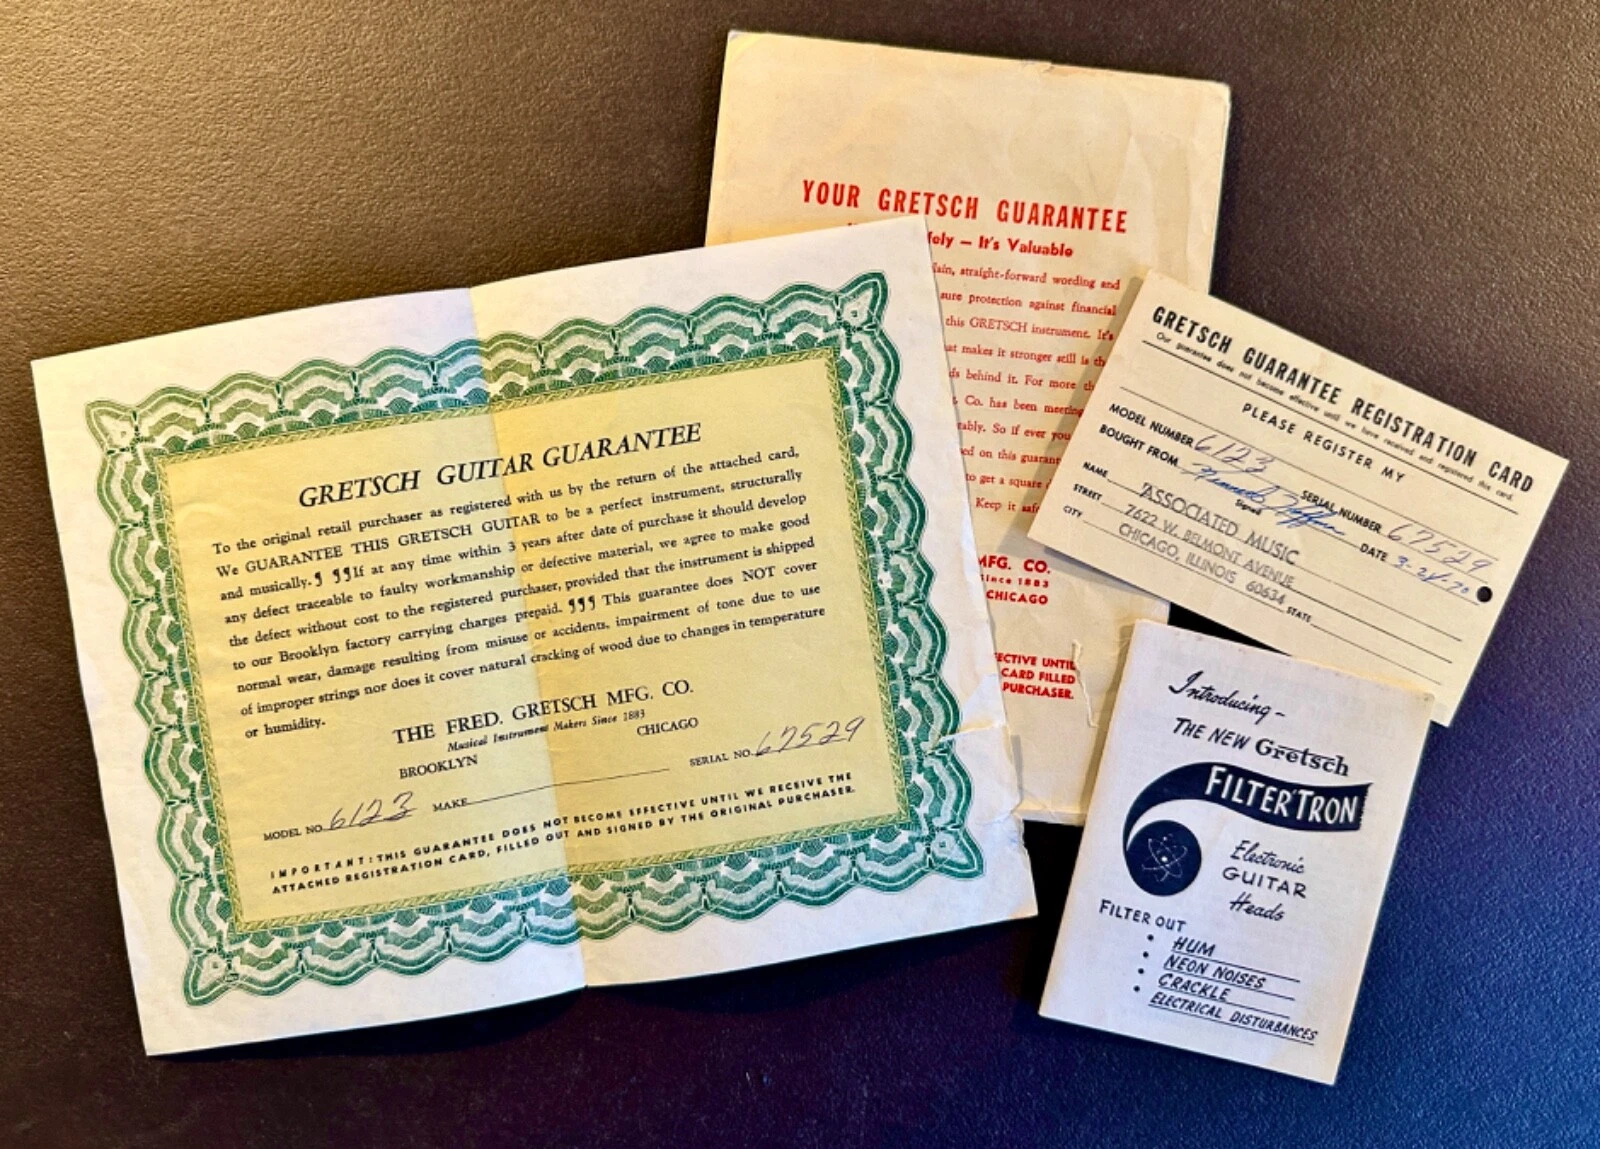 GRETSCH GUITAR GUARANTEE
To the original retail purchaser as registered with us by the return of the attached card,
We GUARANTEE THIS GRETSCH GUITAR to be a perfect instrument, structurally
and musically. ¶ ¶¶ If at any time within 3 years after date of purchase it should develop
any defect traceable to faulty workmanship or defective material, we agree to make good
the defect without cost to the registered purchaser, provided that the instrument is shipped
to our Brooklyn factory carrying charges prepaid. ¶¶¶ This guarantee does NOT cover
normal wear, damage resulting from misuse or accidents, impairment of tone due to use
of improper strings nor does it cover natural cracking of wood due to changes in temperature
or humidity.
THE FRED. GRETSCH MFG. CO.
Musical Instrument Makers Since 1883
BROOKLYN CHICAGO
MODEL NO. 6123 MAKE SERIAL NO. 67529
IMPORTANT: THIS GUARANTEE DOES NOT BECOME EFFECTIVE UNTIL WE RECEIVE THE
ATTACHED REGISTRATION CARD, FILLED OUT AND SIGNED BY THE ORIGINAL PURCHASER.
YOUR GRETSCH GUARANTEE
– It's Valuable
straight-forward wording and
sure protection against financial
this GRETSCH instrument. It's
makes it stronger still is
behind it. For more
Co. has been meeting
So if ever you
on this
to get a square
Keep it
MFG. CO.
Since 1883
CHICAGO
EFFECTIVE UNTIL
CARD FILLED
PURCHASER.
GRETSCH GUARANTEE REGISTRATION CARD
Our guarantee does not become effective until we have received and registered this card.
PLEASE REGISTER MY
MODEL NUMBER 6123 SERIAL NUMBER 67529
BOUGHT FROM DATE 3-24-70
Signed
NAME ASSOCIATED MUSIC
STREET 7622 W. BELMONT AVENUE
CITY CHICAGO, ILLINOIS 60634 STATE
Introducing–
THE NEW Gretsch
FILTER'TRON
Electronic
GUITAR
Heads
FILTER OUT
• HUM
• NEON NOISES
• CRACKLE
• ELECTRICAL DISTURBANCES